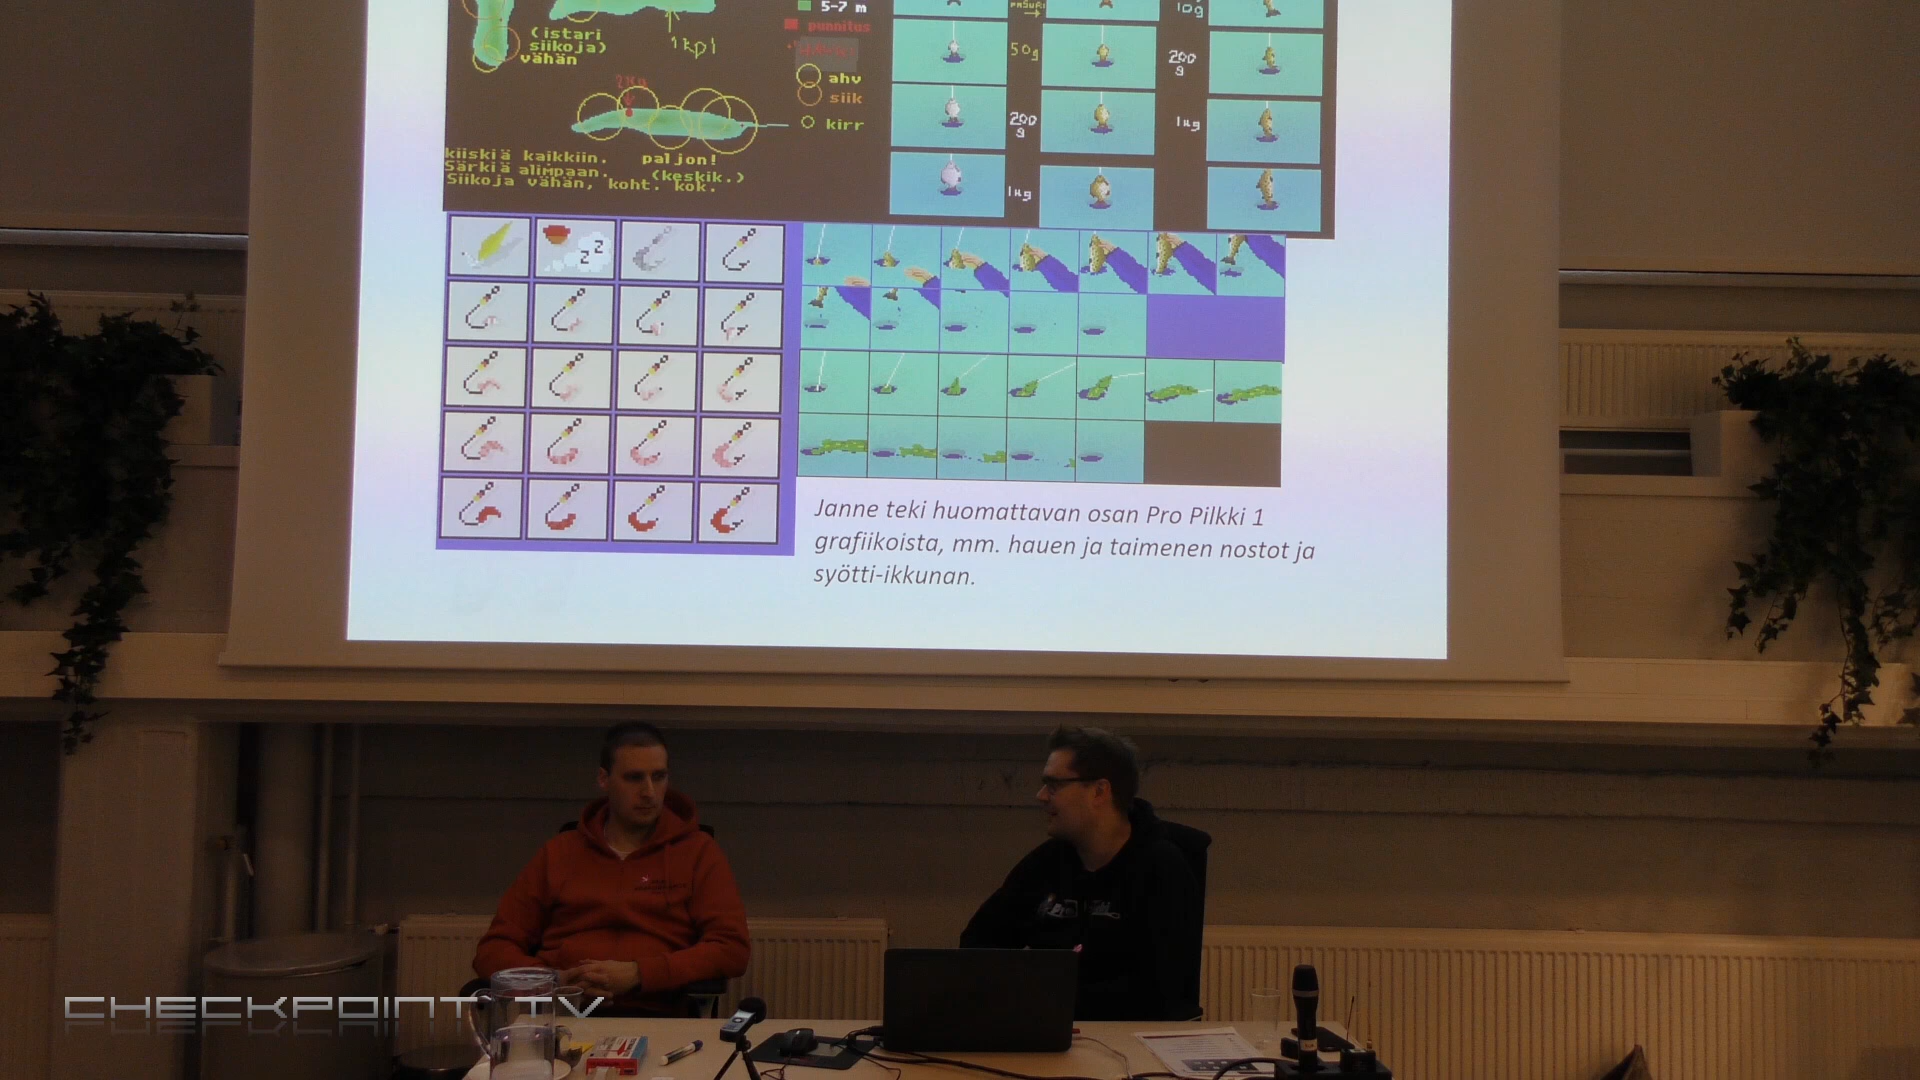 5-7 m
punnitus
(istari
siikoja)
vähän
1kpl
ahv
siik
kirr
kiiskiä kaikkiin. paljon!
Särkiä alimpaan. (keskik.)
Siikoja vähän, koht. kok.
10g
50g
200
g
200
g
1kg
1kg
z z
Janne teki huomattavan osan Pro Pilkki 1
grafiikoista, mm. hauen ja taimenen nostot ja
syötti-ikkunan.
CHECKPOINT TV